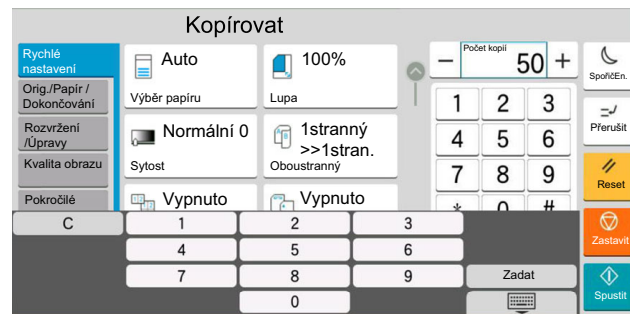 Kopírovat
Rychlé
nastavení
Orig./Papír /
Dokončování
Rozvržení
/Úpravy
Kvalita obrazu
Pokročilé
Auto
Výběr papíru
100%
Lupa
Normální 0
Sytost
1stranný
>>1stran.
Oboustranný
Vypnuto
Vypnuto
Počet kopií
− 50 +
1 2 3
4 5 6
7 8 9
* 0 #
SpořičEn.
Přerušit
Reset
Zastavit
Spustit
C 1 2 3
4 5 6
7 8 9 Zadat
0